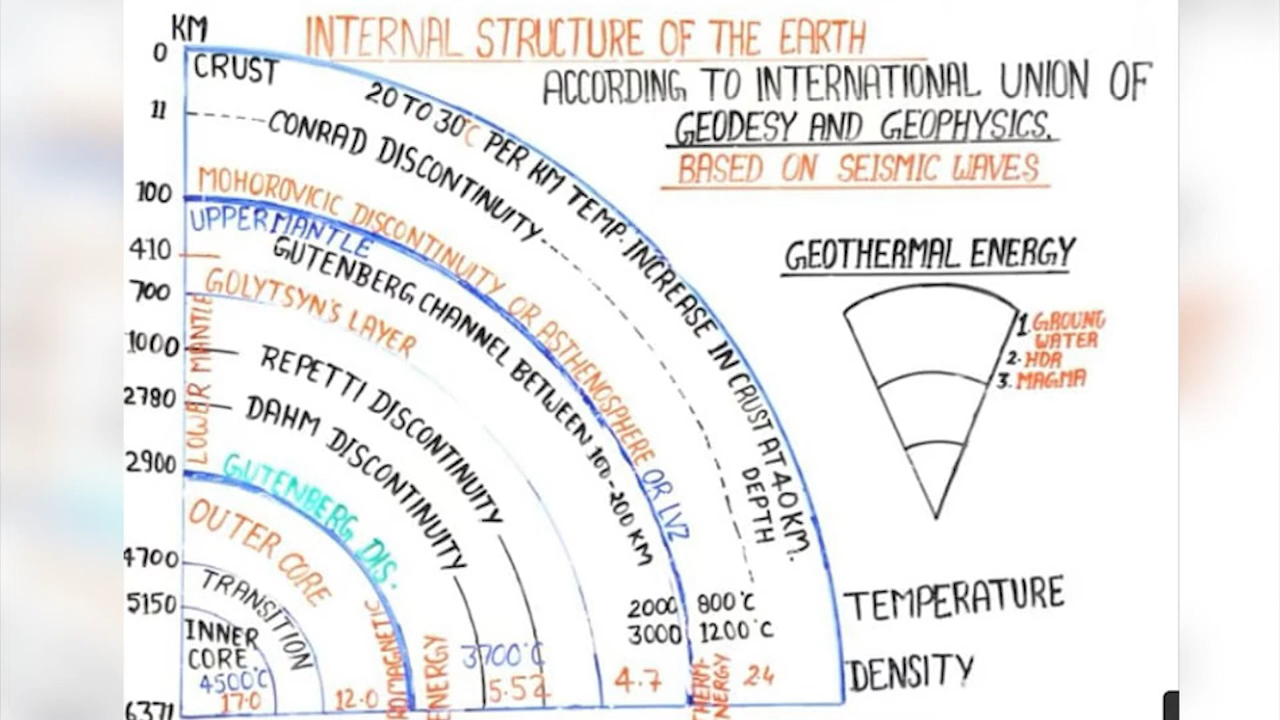 KM
INTERNAL STRUCTURE OF THE EARTH
ACCORDING TO INTERNATIONAL UNION OF
GEODESY AND GEOPHYSICS.
BASED ON SEISMIC WAVES
0
CRUST
20 TO 30°C PER KM TEMP. INCREASE IN CRUST AT 40 KM.
DEPTH
11
CONRAD DISCONTINUITY
100
MOHOROVICIC DISCONTINUITY OR ASTHENOSPHERE OR LVZ
UPPER MANTLE
GUTENBERG CHANNEL BETWEEN 100-200 KM
410
700
GOLYTSYN'S LAYER
LOWER MANTLE
1000
REPETTI DISCONTINUITY
2780
DAHM DISCONTINUITY
2900
GUTENBERG DIS.
OUTER CORE
4700
TRANSITION
5150
INNER
CORE.
4500°C
17.0
12.0
6371
MAGNETIC
ENERGY
3700°C
5.52
2000
3000
4.7
800°C
1200°C
2.4
TEMPERATURE
DENSITY
GEOTHERMAL ENERGY
1. GROUND
WATER
2. HDR
3. MAGMA